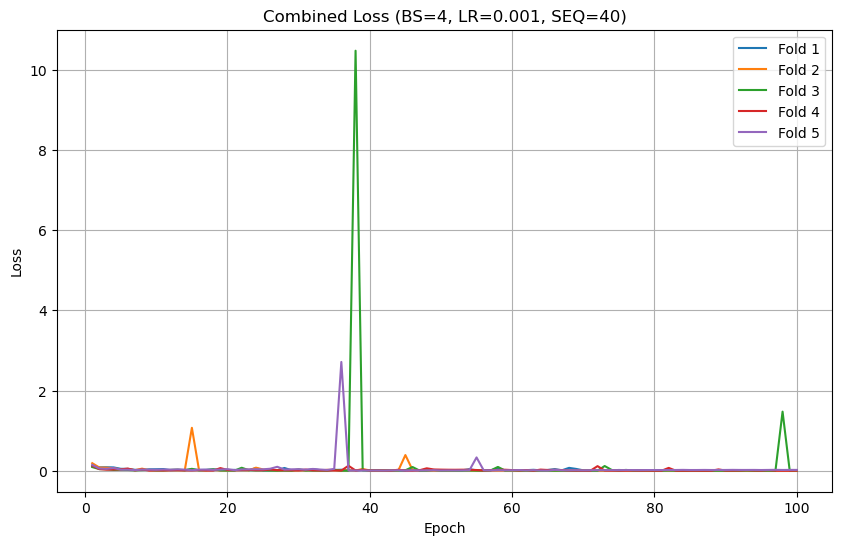 Combined Loss (BS=4, LR=0.001, SEQ=40)
Fold 1
Fold 2
Fold 3
Fold 4
Fold 5
Loss
10
8
6
4
2
0
0 20 40 60 80 100
Epoch